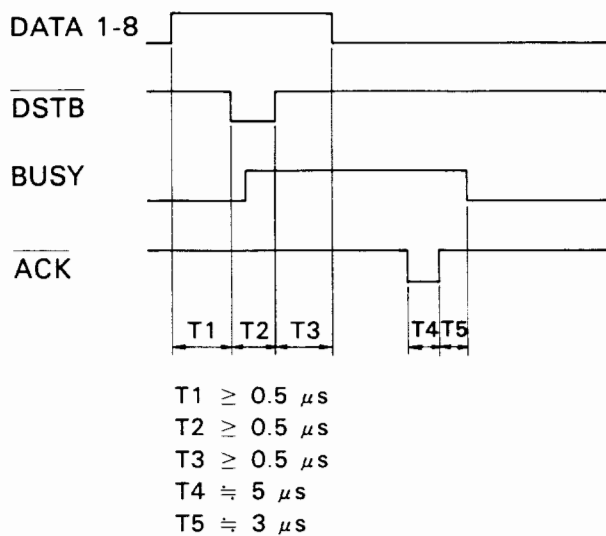 DATA 1-8
DSTB
BUSY
ACK
T1 T2 T3 T4 T5
T1 ≥ 0.5 μs
T2 ≥ 0.5 μs
T3 ≥ 0.5 μs
T4 ≒ 5 μs
T5 ≒ 3 μs